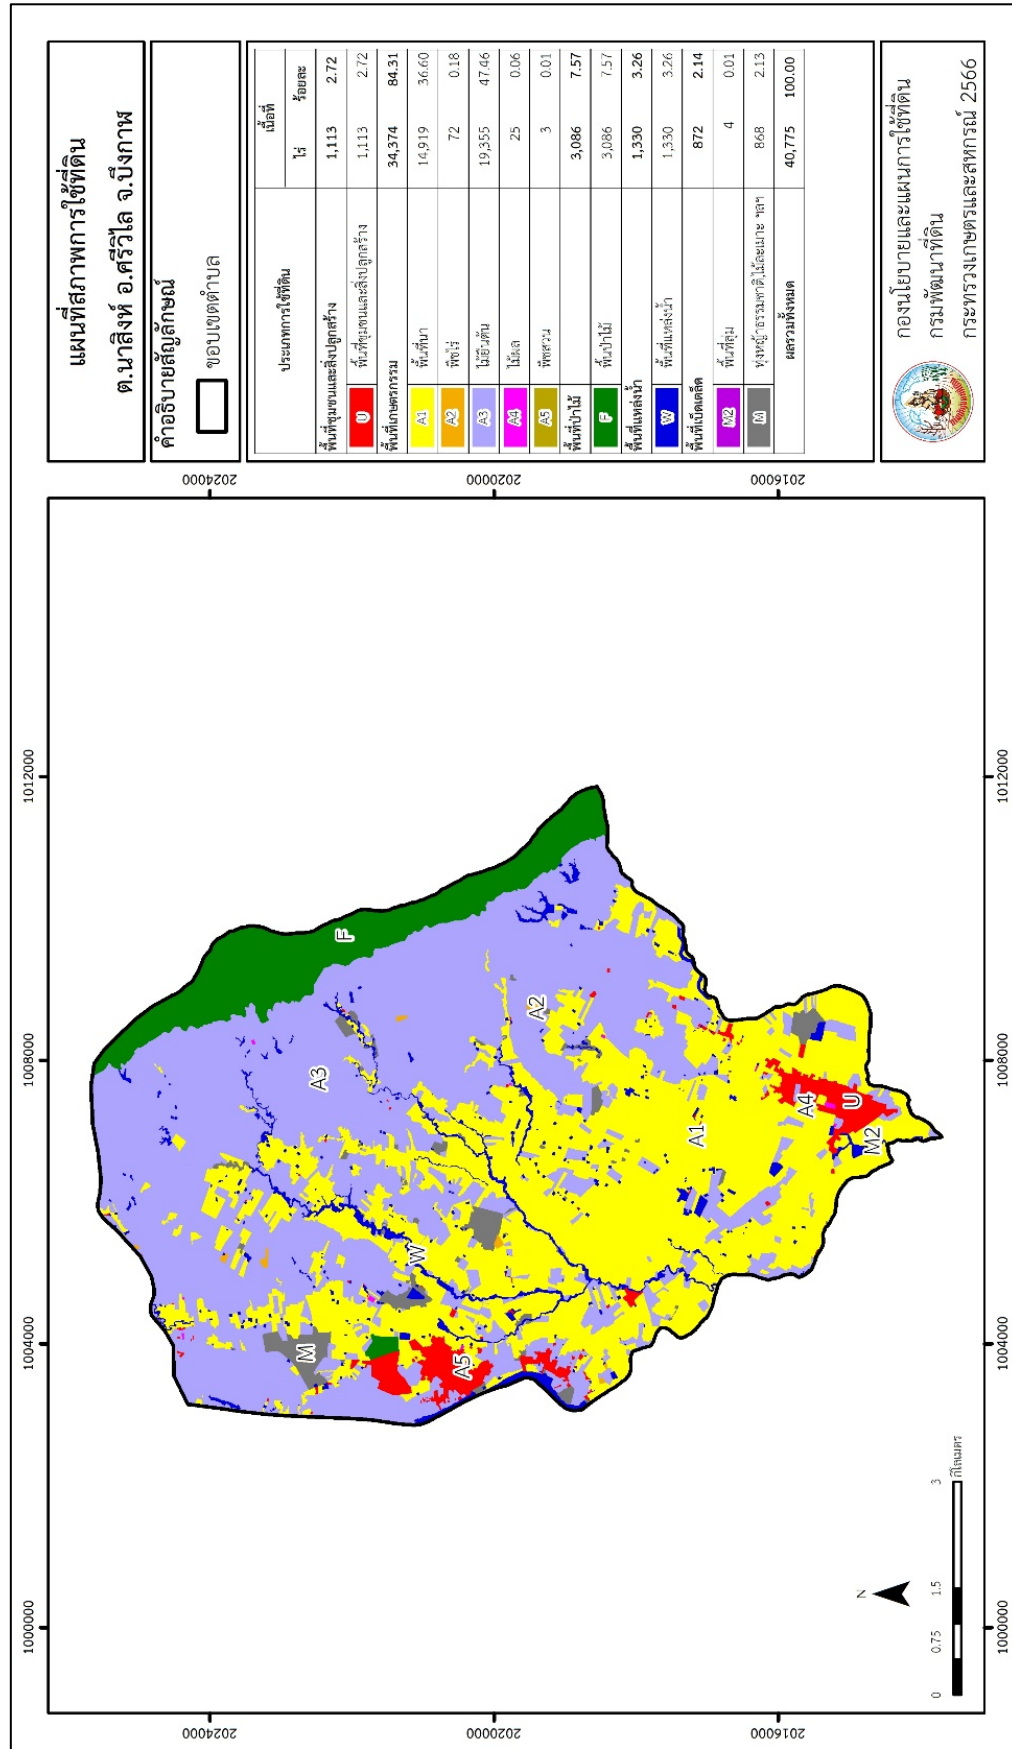 แผนที่สภาพการใช้ที่ดิน
ต.นาสิงห์ อ.ศรีวิไล จ.บึงกาฬ
คำอธิบายสัญลักษณ์
ขอบเขตตำบล
ประเภทการใช้ที่ดิน เนื้อที่
ไร่ ร้อยละ
พื้นที่ชุมชนและสิ่งปลูกสร้าง 1,113 2.72
U พื้นที่ชุมชนและสิ่งปลูกสร้าง 1,113 2.72
พื้นที่เกษตรกรรม 34,374 84.31
A1 พื้นที่นา 14,919 36.60
A2 พืชไร่ 72 0.18
A3 ไม้ยืนต้น 19,355 47.46
A4 ไม้ผล 25 0.06
A5 พืชสวน 3 0.01
พื้นที่ป่าไม้ 3,086 7.57
F พื้นที่ป่าไม้ 3,086 7.57
พื้นที่แหล่งน้ำ 1,330 3.26
W พื้นที่แหล่งน้ำ 1,330 3.26
พื้นที่เบ็ดเตล็ด 872 2.14
M2 พื้นที่ลุ่ม 4 0.01
M ทุ่งหญ้าธรรมชาติ,ไม้ละเมาะ ฯลฯ 868 2.13
ผลรวมทั้งหมด 40,775 100.00
กองนโยบายและแผนการใช้ที่ดิน
กรมพัฒนาที่ดิน
กระทรวงเกษตรและสหกรณ์ 2566
1000000 1004000 1008000 1012000
2024000 2024000
2020000 2020000
2016000 2016000
F
A3
M
W
A2
A5
A1
A4
U
M2
N
0 0.75 1.5 3
กิโลเมตร
1000000 1004000 1008000 1012000